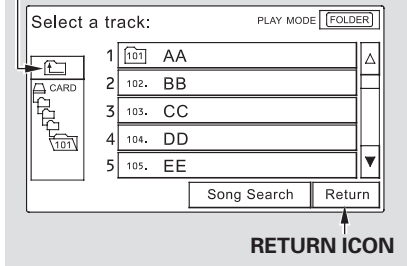 Select a track: PLAY MODE FOLDER
1 101 AA
2 102. BB
CARD
3 103. CC
4 104. DD
101
5 105. EE
Song Search Return
RETURN ICON